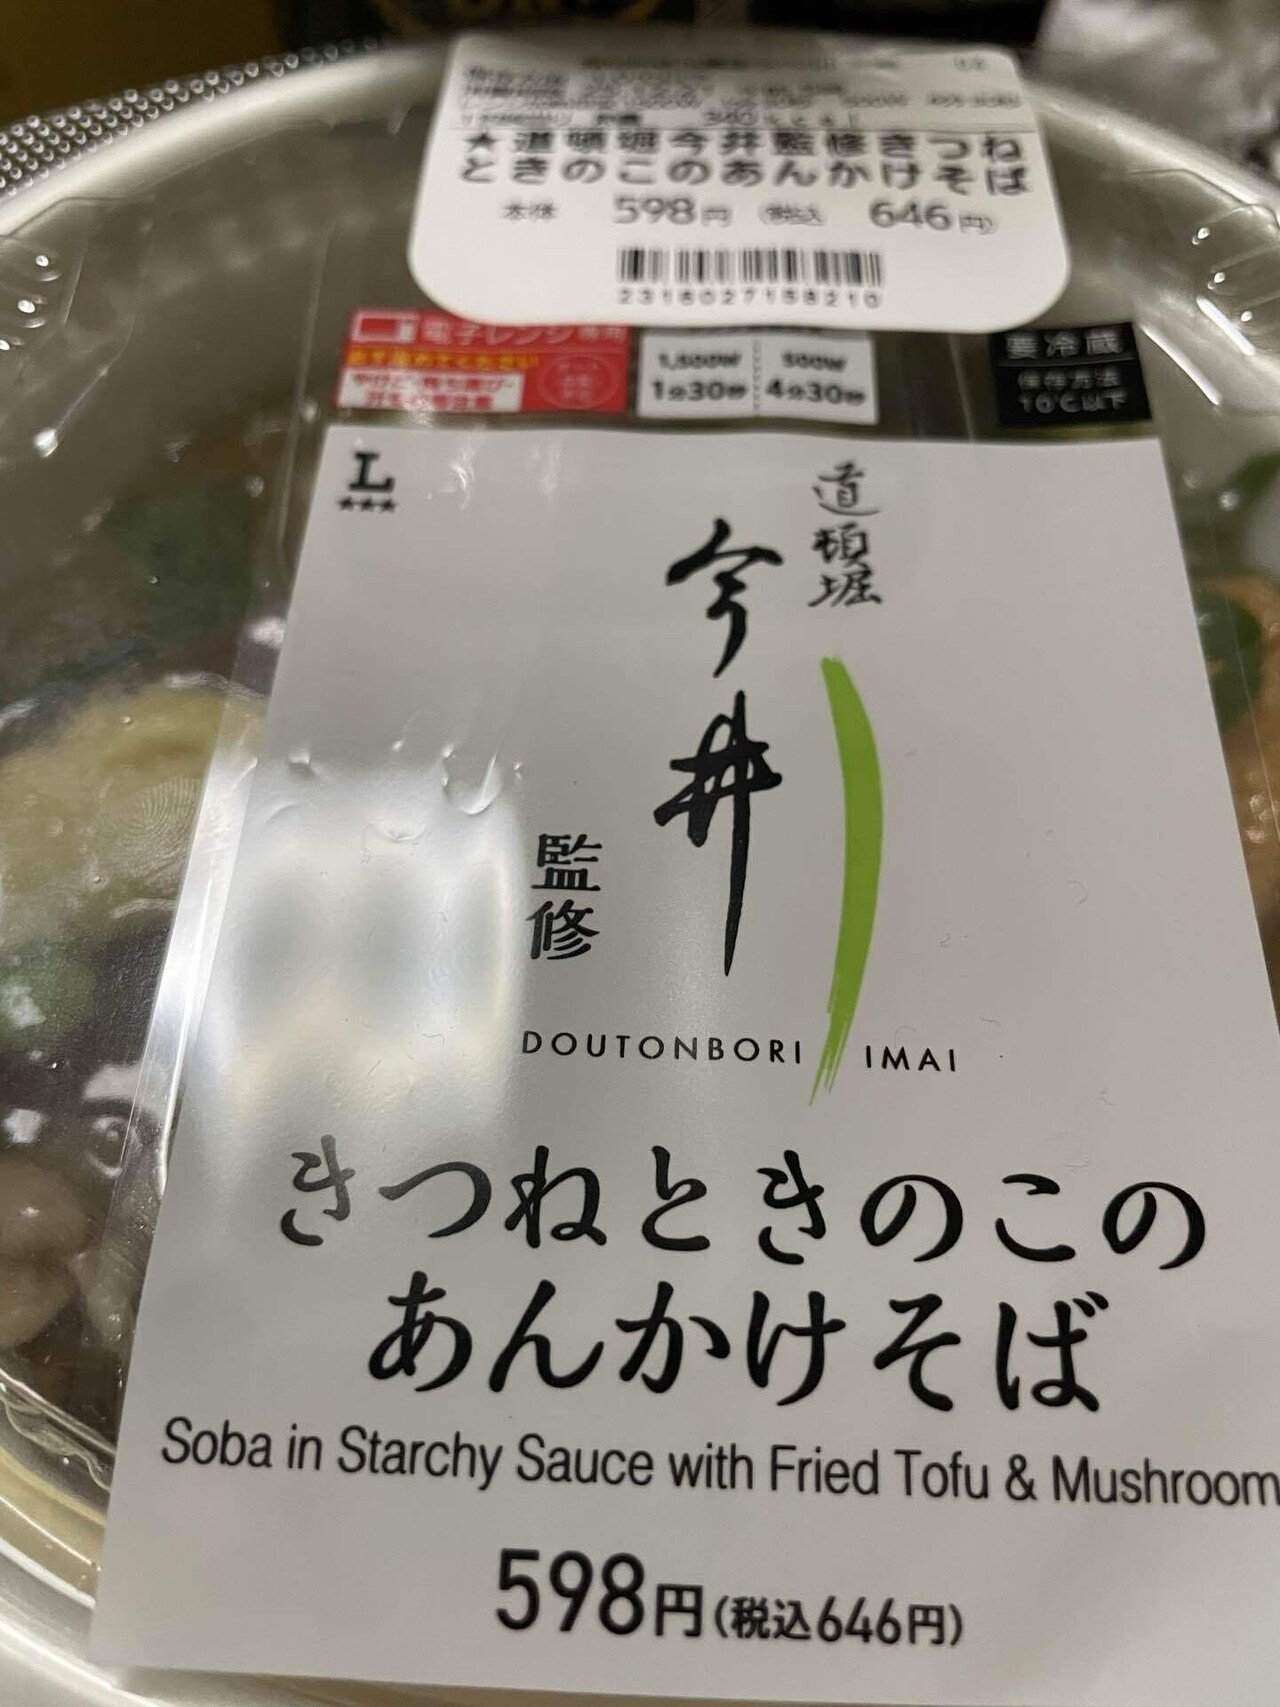 ★道頓堀今井監修きつね
ときのこのあんかけそば
本体 598円 (税込 646円)
2318027158210
電子レンジ
1,500W 500W
1分30秒 4分30秒
要冷蔵
保存方法
10℃以下
L
★★★
道頓堀
今井
監修
DOUTONBORI IMAI
きつねときのこの
あんかけそば
Soba in Starchy Sauce with Fried Tofu & Mushroom
598円(税込646円)